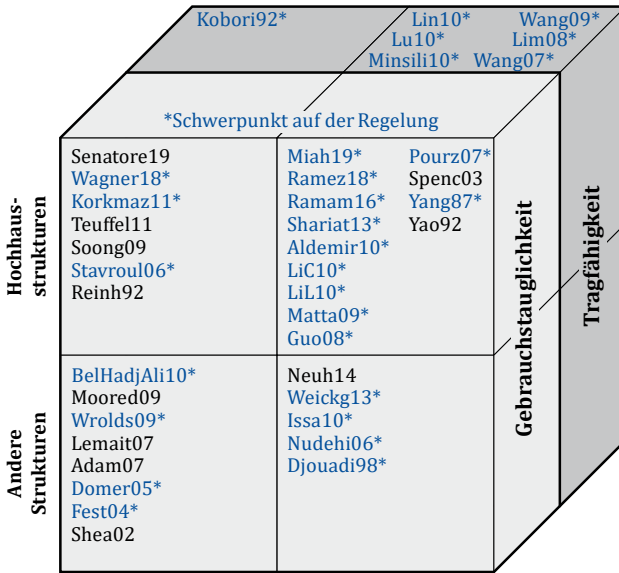 Kobori92*
Lin10* Wang09*
Lu10* Lim08*
Minsili10* Wang07*
*Schwerpunkt auf der Regelung
Hochhaus-
strukturen
Senatore19
Wagner18*
Korkmaz11*
Teuffel11
Soong09
Stavroul06*
Reinh92
Miah19* Pourz07*
Ramez18* Spenc03
Ramam16* Yang87*
Shariat13* Yao92
Aldemir10*
LiC10*
LiL10*
Matta09*
Guo08*
Andere
Strukturen
BelHadjAli10*
Moored09
Wrolds09*
Lemait07
Adam07
Domer05*
Fest04*
Shea02
Neuh14
Weickg13*
Issa10*
Nudehi06*
Djouadi98*
Gebrauchstauglichkeit
Tragfähigkeit